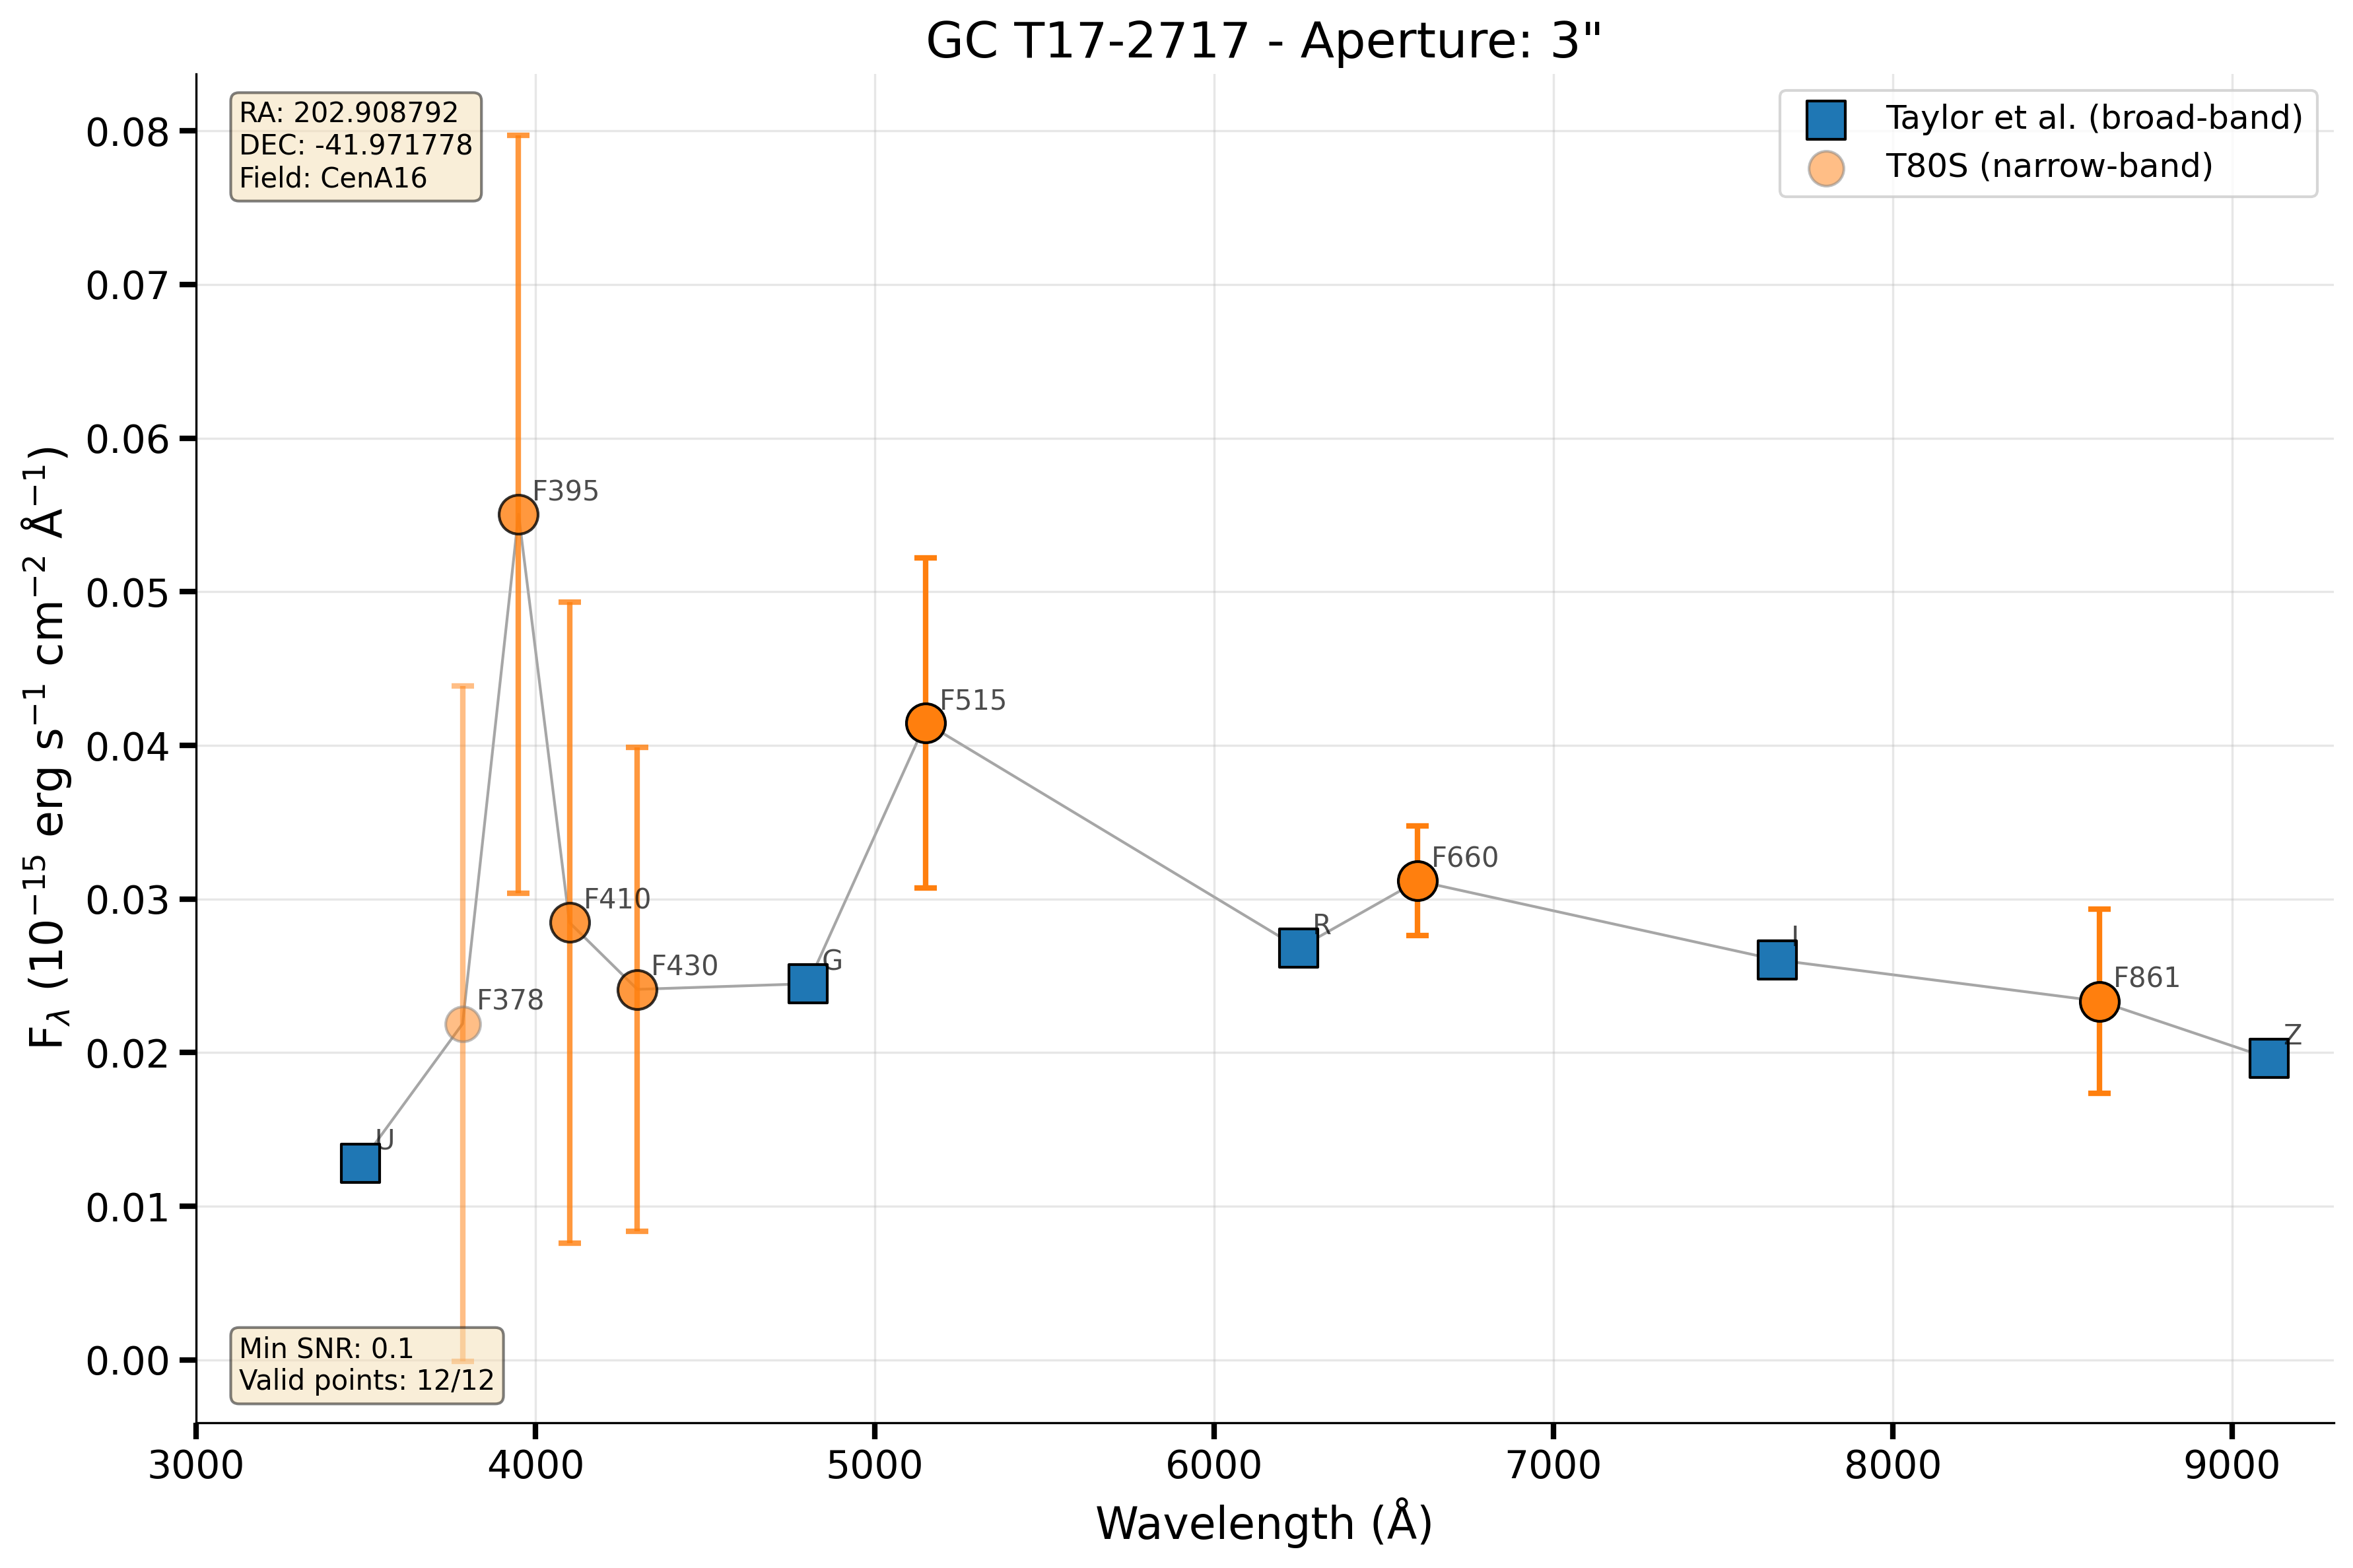 GC T17-2717 - Aperture: 3"
RA: 202.908792
DEC: -41.971778
Field: CenA16
Taylor et al. (broad-band)
T80S (narrow-band)
0.08
0.07
0.06
0.05
0.04
0.03
0.02
0.01
0.00
F$_{λ}$ (10$^{−15}$ erg s$^{−1}$ cm$^{−2}$ Å$^{−1}$)
U
F378
F395
F410
F430
G
F515
R
F660
I
F861
Z
Min SNR: 0.1
Valid points: 12/12
3000 4000 5000 6000 7000 8000 9000
Wavelength (Å)